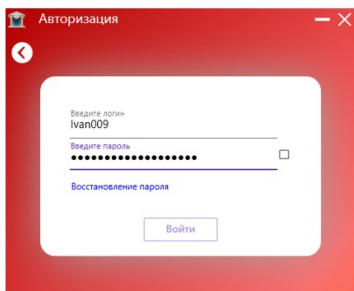 Авторизация
Введите логин
Ivan009
Введите пароль
●●●●●●●●●●●●●●●●●●●
Восстановление пароля
Войти